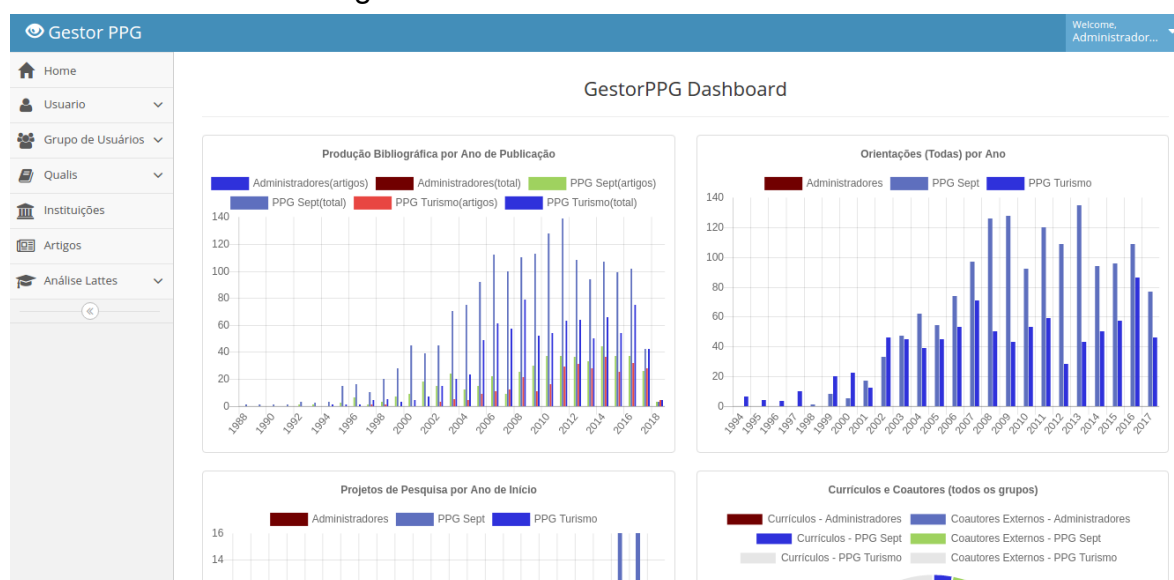 Gestor PPG
Welcome,
Administrador...
Home
Usuario
Grupo de Usuários
Qualis
Instituições
Artigos
Análise Lattes
GestorPPG Dashboard
Produção Bibliográfica por Ano de Publicação
Administradores(artigos) Administradores(total) PPG Sept(artigos)
PPG Sept(total) PPG Turismo(artigos) PPG Turismo(total)
140
120
100
80
60
40
20
0
1988 1990 1992 1994 1996 1998 2000 2002 2004 2006 2008 2010 2012 2014 2016 2018
Orientações (Todas) por Ano
Administradores PPG Sept PPG Turismo
140
120
100
80
60
40
20
0
1994 1995 1996 1997 1998 1999 2000 2001 2002 2003 2004 2005 2006 2007 2008 2009 2010 2011 2012 2013 2014 2015 2016 2017
Projetos de Pesquisa por Ano de Início
Administradores PPG Sept PPG Turismo
16
14
Currículos e Coautores (todos os grupos)
Currículos - Administradores Coautores Externos - Administradores
Currículos - PPG Sept Coautores Externos - PPG Sept
Currículos - PPG Turismo Coautores Externos - PPG Turismo